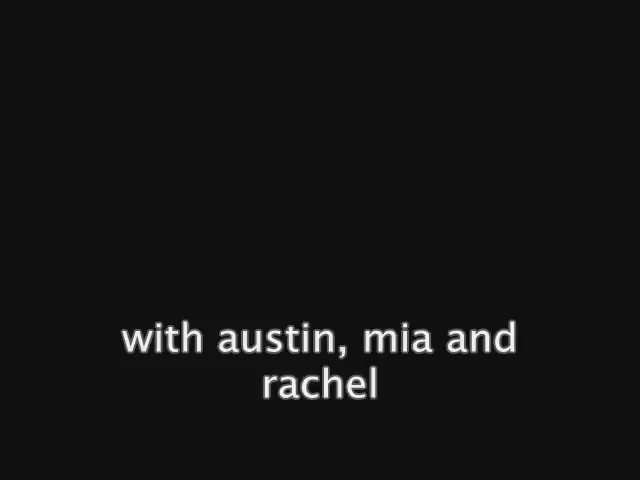 with austin, mia and
rachel